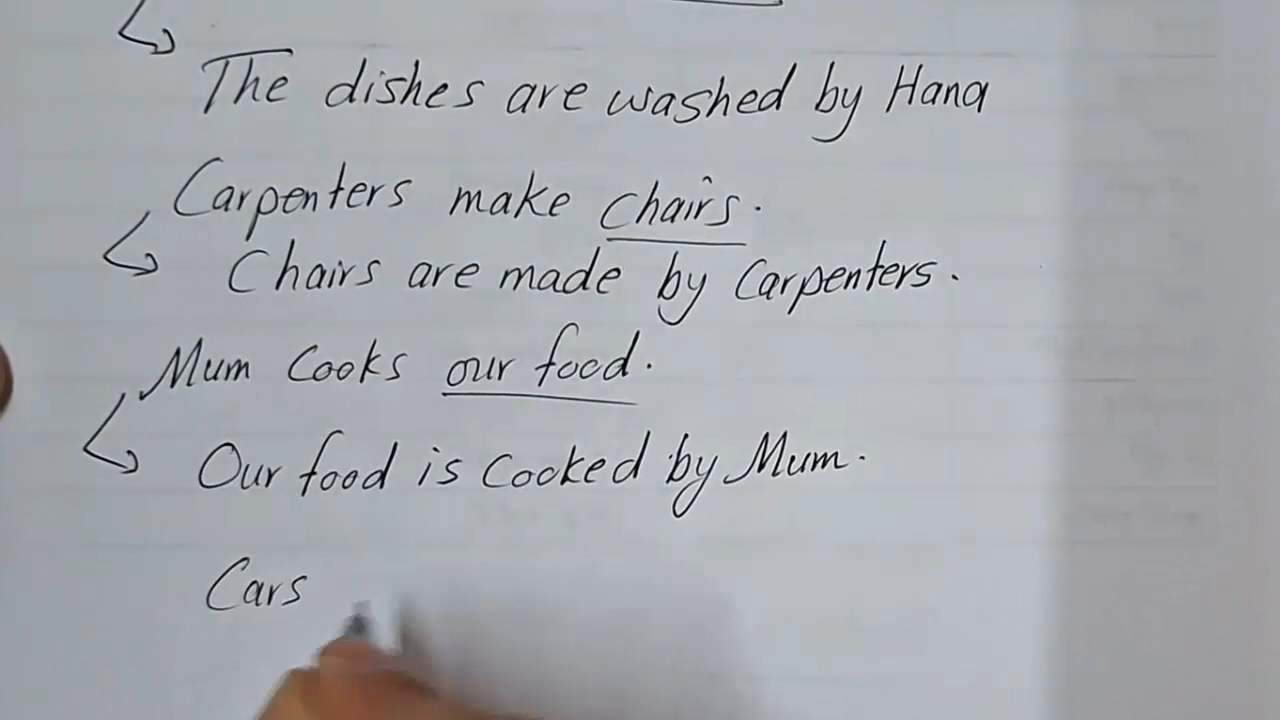 The dishes are washed by Hana
Carpenters make chairs.
Chairs are made by Carpenters.
Mum Cooks our food.
Our food is Cooked by Mum.
Cars